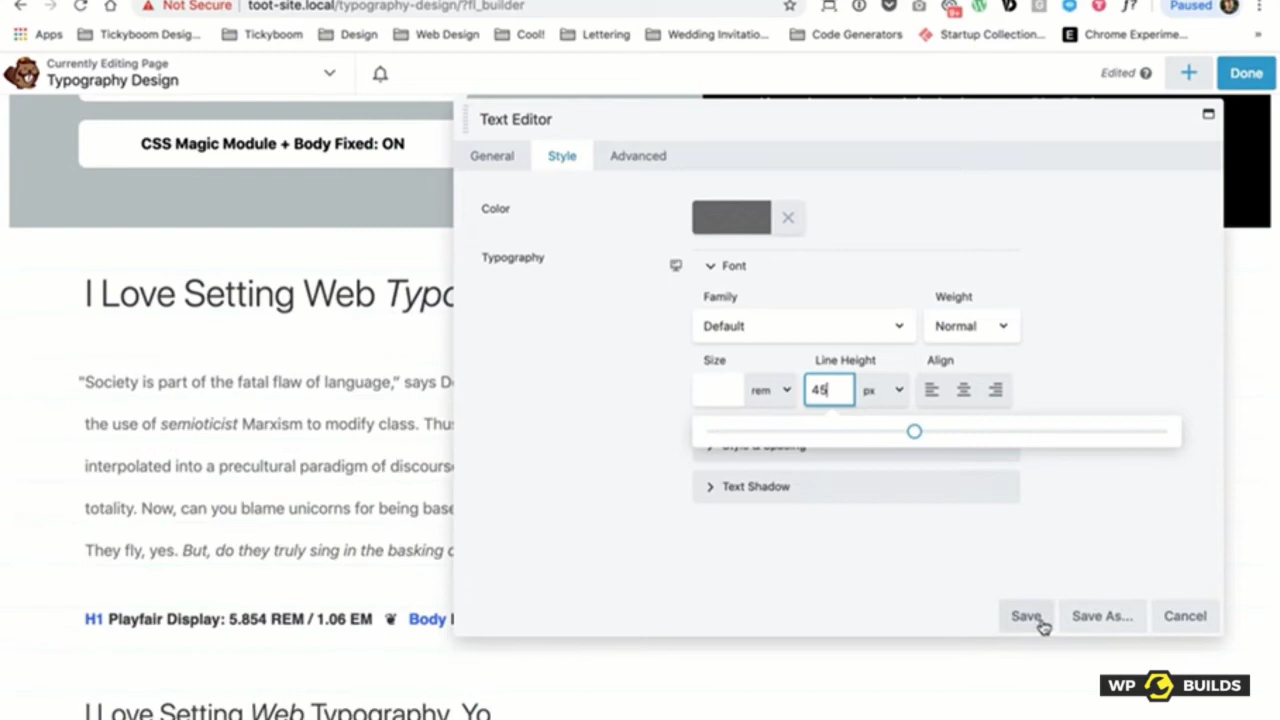 Not Secure toot-site.local/typography-design/?fl_builder Paused
Apps Tickyboom Desig... Tickyboom Design Web Design Cool! Lettering Wedding Invitatio... Code Generators Startup Collection... Chrome Experime... »
Currently Editing Page
Typography Design
Edited
+
Done
CSS Magic Module + Body Fixed: ON
Text Editor
General Style Advanced
Color
Typography
Font
Family Weight
Default Normal
Size Line Height Align
rem 45 px
Text Shadow
Save Save As... Cancel
I Love Setting Web Typo
"Society is part of the fatal flaw of language,” says D
the use of semioticist Marxism to modify class. Thu
interpolated into a precultural paradigm of discours
totality. Now, can you blame unicorns for being base
They fly, yes. But, do they truly sing in the basking
H1 Playfair Display: 5.854 REM / 1.06 EM ❦ Body
I Love Setting Web Typography, Yo
WP BUILDS